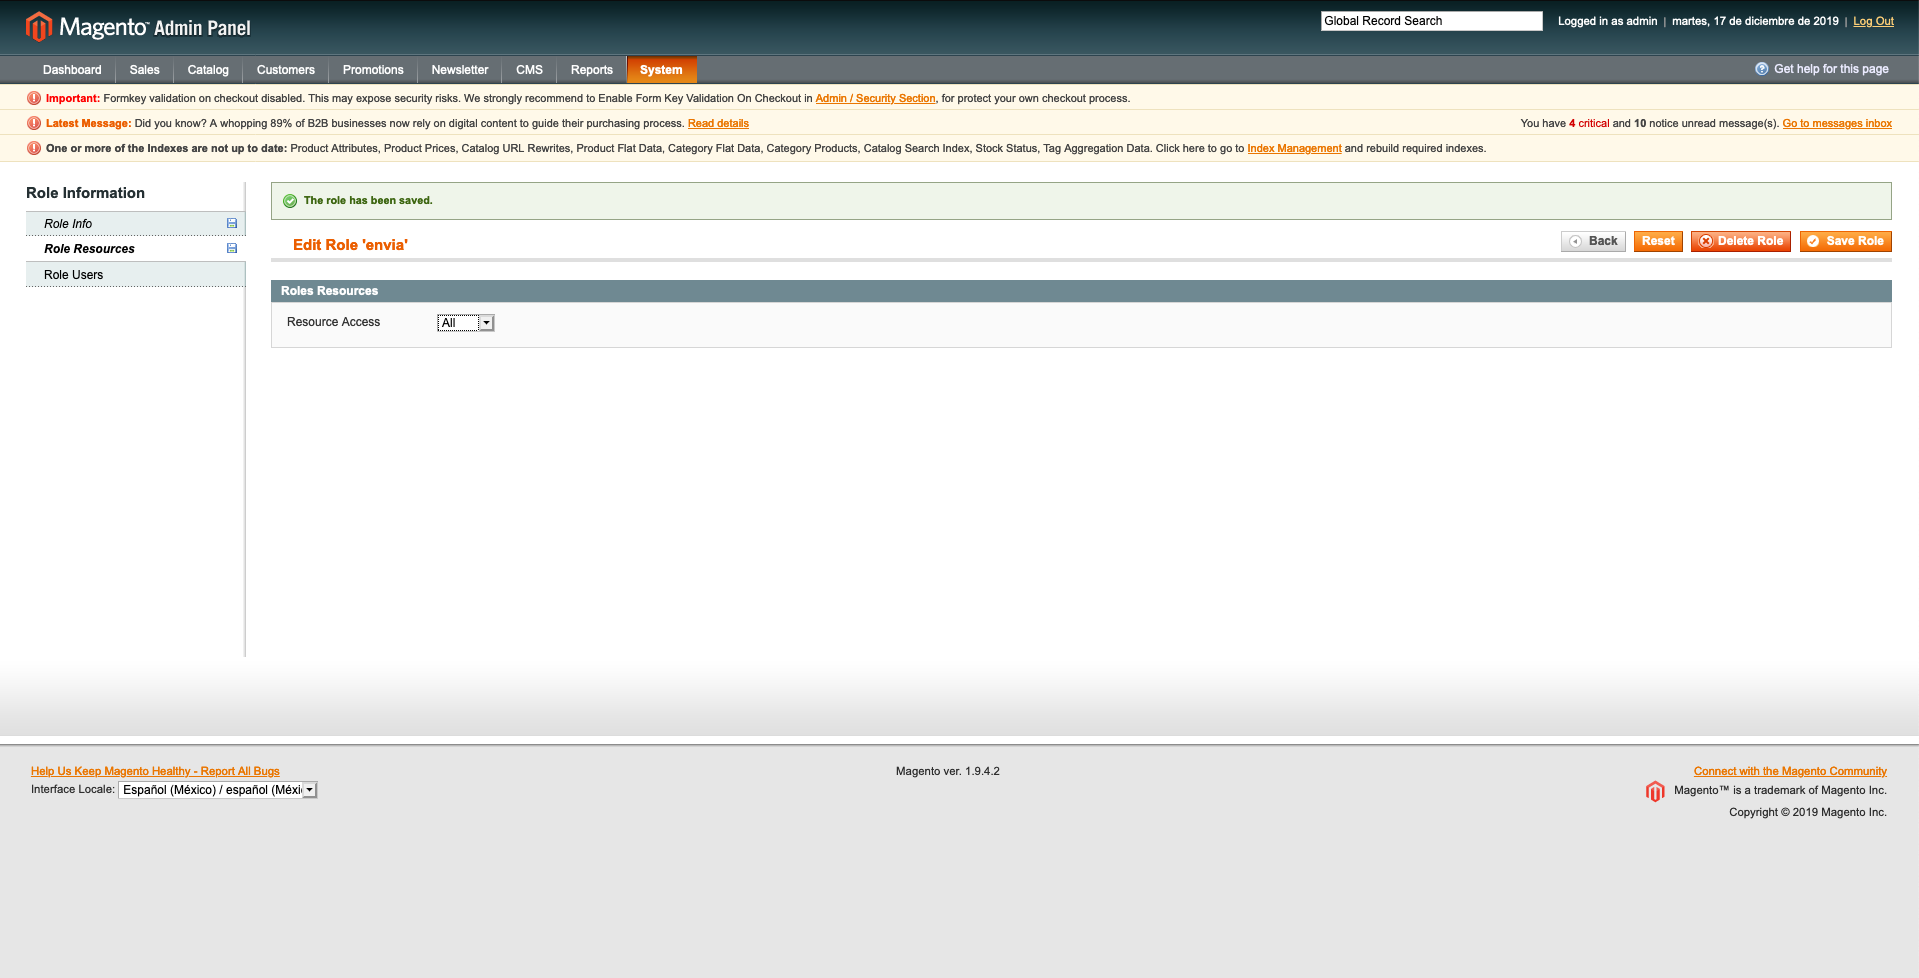 Magento™ Admin Panel
Global Record Search
Logged in as admin | martes, 17 de diciembre de 2019 | Log Out
Dashboard Sales Catalog Customers Promotions Newsletter CMS Reports System
Get help for this page
Important: Formkey validation on checkout disabled. This may expose security risks. We strongly recommend to Enable Form Key Validation On Checkout in Admin / Security Section, for protect your own checkout process.
Latest Message: Did you know? A whopping 89% of B2B businesses now rely on digital content to guide their purchasing process. Read details
You have 4 critical and 10 notice unread message(s). Go to messages inbox
One or more of the Indexes are not up to date: Product Attributes, Product Prices, Catalog URL Rewrites, Product Flat Data, Category Flat Data, Category Products, Catalog Search Index, Stock Status, Tag Aggregation Data. Click here to go to Index Management and rebuild required indexes.
Role Information
Role Info
Role Resources
Role Users
The role has been saved.
Edit Role 'envia'
Back Reset Delete Role Save Role
Roles Resources
Resource Access All
Help Us Keep Magento Healthy - Report All Bugs
Interface Locale: Español (México) / español (Méxi
Magento ver. 1.9.4.2
Connect with the Magento Community
Magento™ is a trademark of Magento Inc.
Copyright © 2019 Magento Inc.